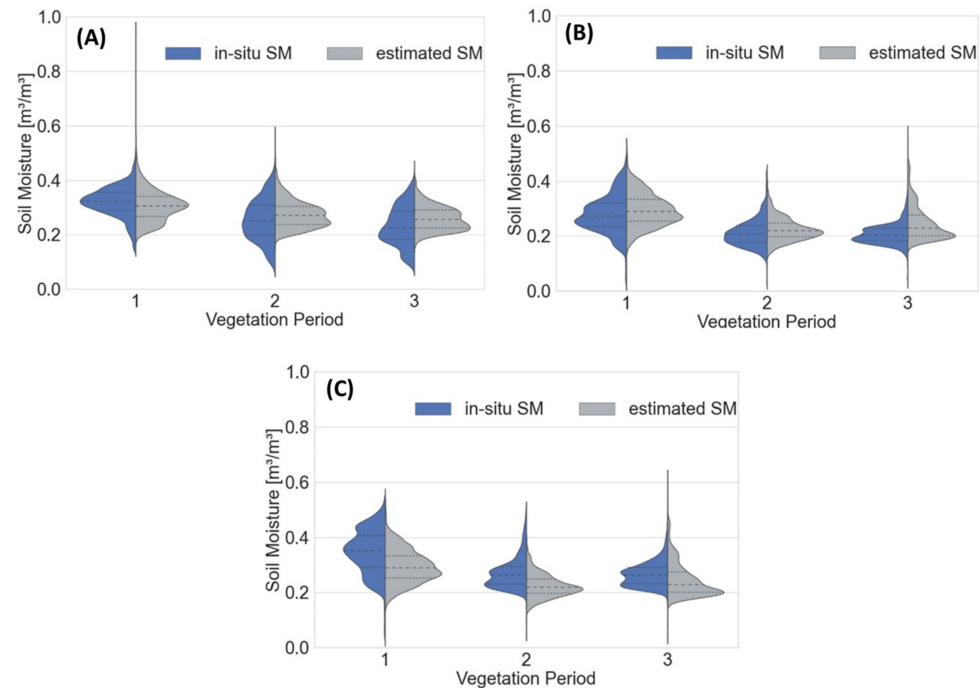 (A)
in-situ SM
estimated SM
Soil Moisture [m³/m³]
1.0
0.8
0.6
0.4
0.2
0.0
1
2
3
Vegetation Period
(B)
in-situ SM
estimated SM
Soil Moisture [m³/m³]
1.0
0.8
0.6
0.4
0.2
0.0
1
2
3
Vegetation Period
(C)
in-situ SM
estimated SM
Soil Moisture [m³/m³]
1.0
0.8
0.6
0.4
0.2
0.0
1
2
3
Vegetation Period